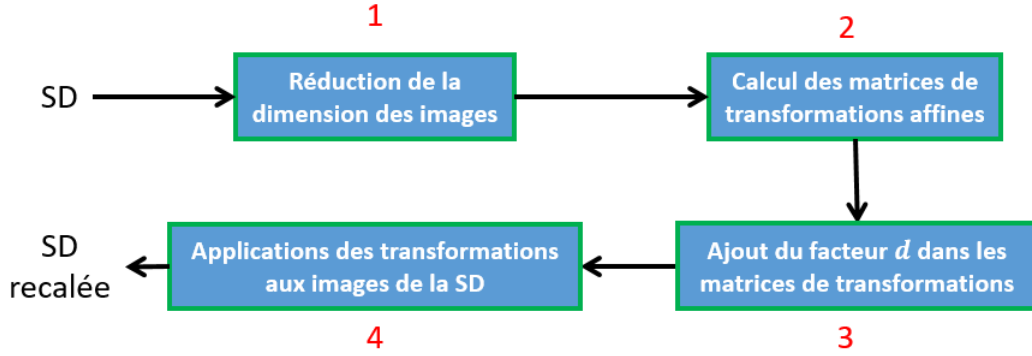 1
2
SD
Réduction de la
dimension des images
Calcul des matrices de
transformations affines
SD
recalée
Applications des transformations
aux images de la SD
Ajout du facteur d dans les
matrices de transformations
4
3